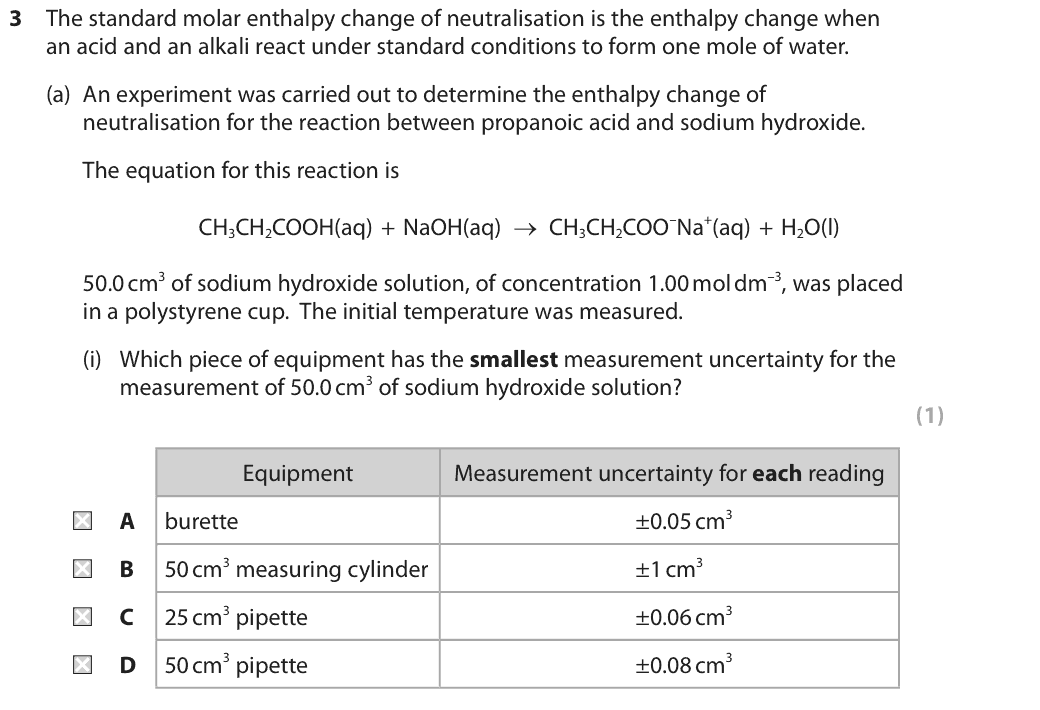 3 The standard molar enthalpy change of neutralisation is the enthalpy change when
an acid and an alkali react under standard conditions to form one mole of water.
(a) An experiment was carried out to determine the enthalpy change of
neutralisation for the reaction between propanoic acid and sodium hydroxide.
The equation for this reaction is
CH₃CH₂COOH(aq) + NaOH(aq) → CH₃CH₂COO⁻Na⁺(aq) + H₂O(l)
50.0 cm³ of sodium hydroxide solution, of concentration 1.00 mol dm⁻³, was placed
in a polystyrene cup. The initial temperature was measured.
(i) Which piece of equipment has the smallest measurement uncertainty for the
measurement of 50.0 cm³ of sodium hydroxide solution?
(1)
Equipment Measurement uncertainty for each reading
A burette ±0.05 cm³
B 50 cm³ measuring cylinder ±1 cm³
C 25 cm³ pipette ±0.06 cm³
D 50 cm³ pipette ±0.08 cm³